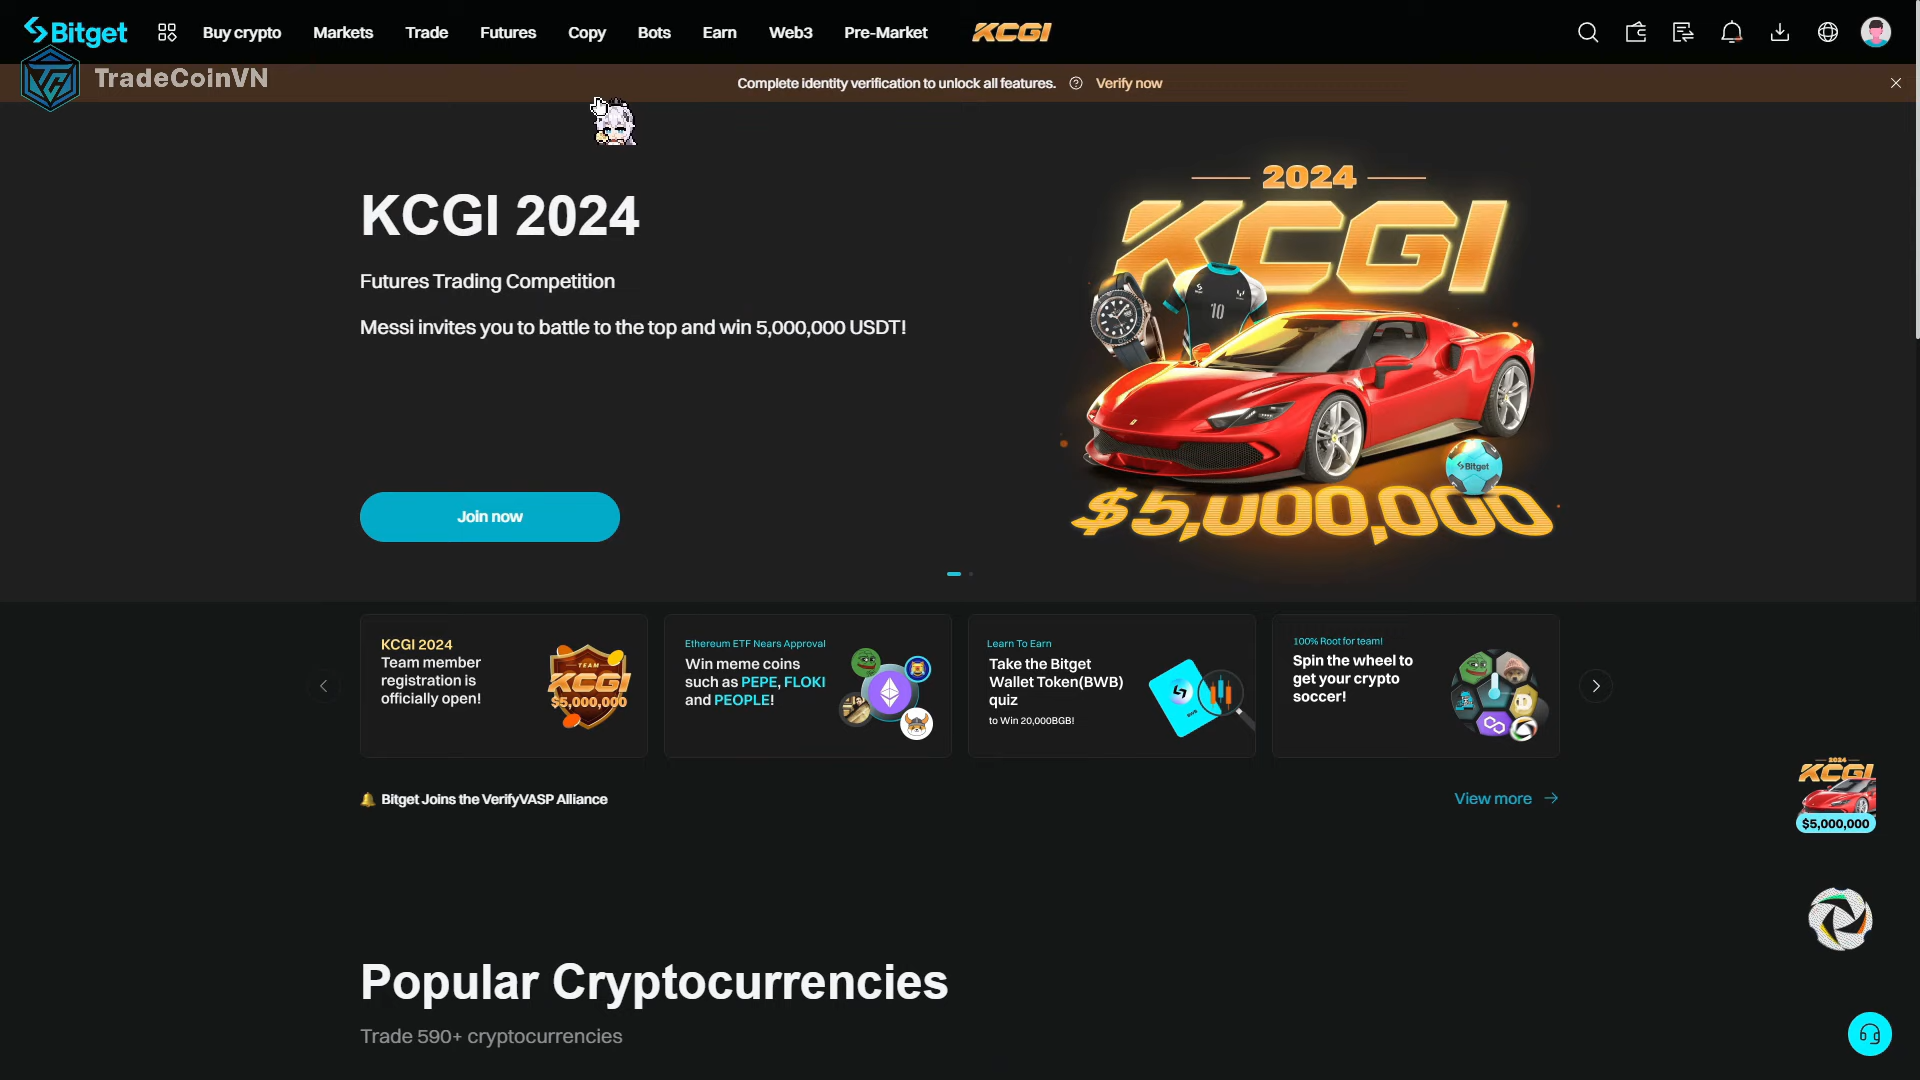 Bitget
Buy crypto
Markets
Trade
Futures
Copy
Bots
Earn
Web3
Pre-Market
KCGI
TradeCoinVN
Complete identity verification to unlock all features.
Verify now
KCGI 2024
Futures Trading Competition
Messi invites you to battle to the top and win 5,000,000 USDT!
Join now
2024
KCGI
10
Bitget
$5,000,000
KCGI 2024
Team member
registration is
officially open!
TEAM
KCGI
$5,000,000
Ethereum ETF Nears Approval
Win meme coins
such as PEPE, FLOKI
and PEOPLE!
Learn To Earn
Take the Bitget
Wallet Token(BWB)
quiz
to Win 20,000BGB!
100% Root for team!
Spin the wheel to
get your crypto
soccer!
Bitget Joins the VerifyVASP Alliance
View more
2024
KCGI
$5,000,000
Popular Cryptocurrencies
Trade 590+ cryptocurrencies